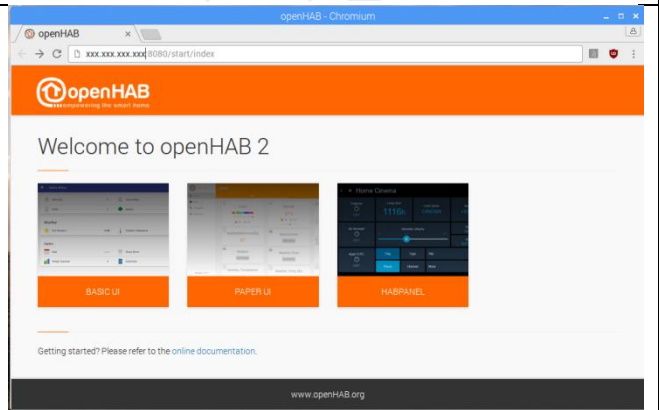 openHAB - Chromium
openHAB
xxx.xxx.xxx.xxx:8080/start/index
openHAB
empowering the smart home
Welcome to openHAB 2
Home Cinema
1116h
BASIC UI
PAPER UI
HABPANEL
Getting started? Please refer to the online documentation.
www.openHAB.org